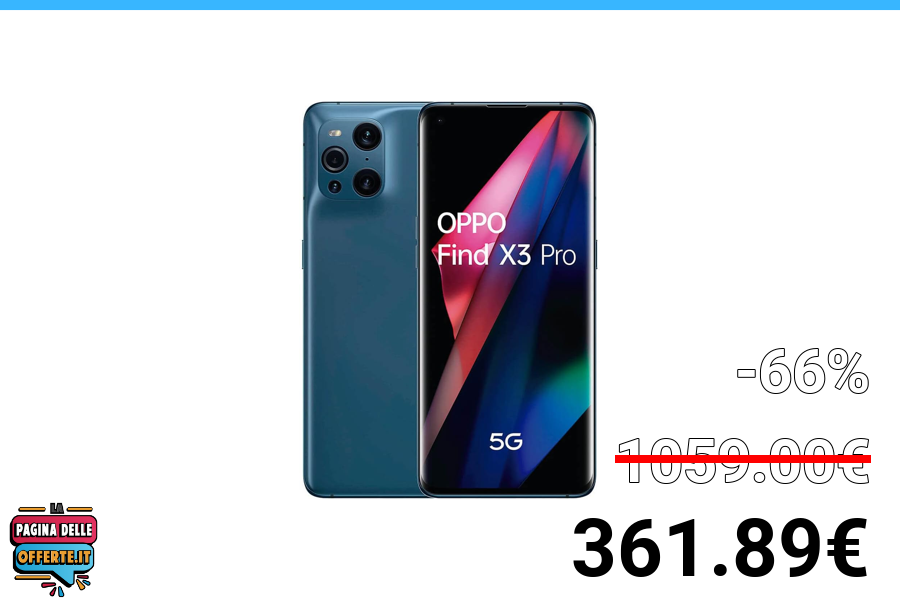 OPPO
Find X3 Pro
5G
-66%
1059.00€
361.89€
LA
PAGINA DELLE
OFFERTE.IT